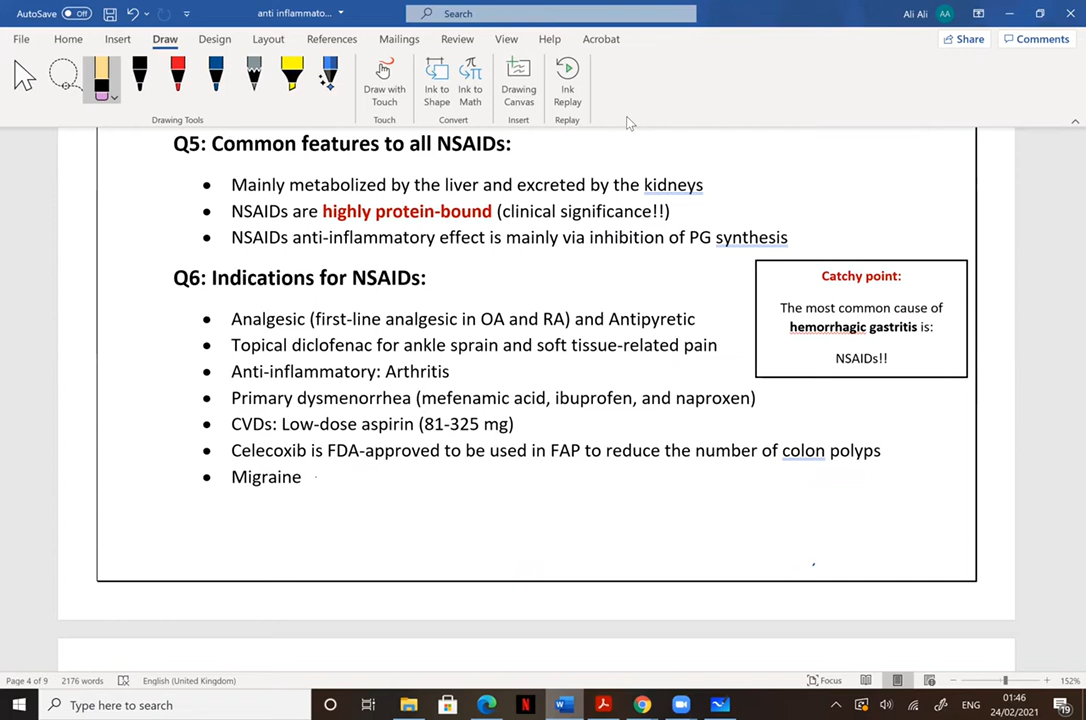 AutoSave Off
anti inflammato...
Search
Ali Ali AA
File Home Insert Draw Design Layout References Mailings Review View Help Acrobat
Share Comments
Draw with Touch
Ink to Shape
Ink to Math
Drawing Canvas
Ink Replay
Drawing Tools Touch Convert Insert Replay
Q5: Common features to all NSAIDs:
• Mainly metabolized by the liver and excreted by the kidneys
• NSAIDs are highly protein-bound (clinical significance!!)
• NSAIDs anti-inflammatory effect is mainly via inhibition of PG synthesis
Q6: Indications for NSAIDs:
• Analgesic (first-line analgesic in OA and RA) and Antipyretic
• Topical diclofenac for ankle sprain and soft tissue-related pain
• Anti-inflammatory: Arthritis
• Primary dysmenorrhea (mefenamic acid, ibuprofen, and naproxen)
• CVDs: Low-dose aspirin (81-325 mg)
• Celecoxib is FDA-approved to be used in FAP to reduce the number of colon polyps
• Migraine
Catchy point:
The most common cause of
hemorrhagic gastritis is:
NSAIDs!!
Page 4 of 9 2176 words English (United Kingdom) Focus 152%
Type here to search
ENG
01:46
24/02/2021
19